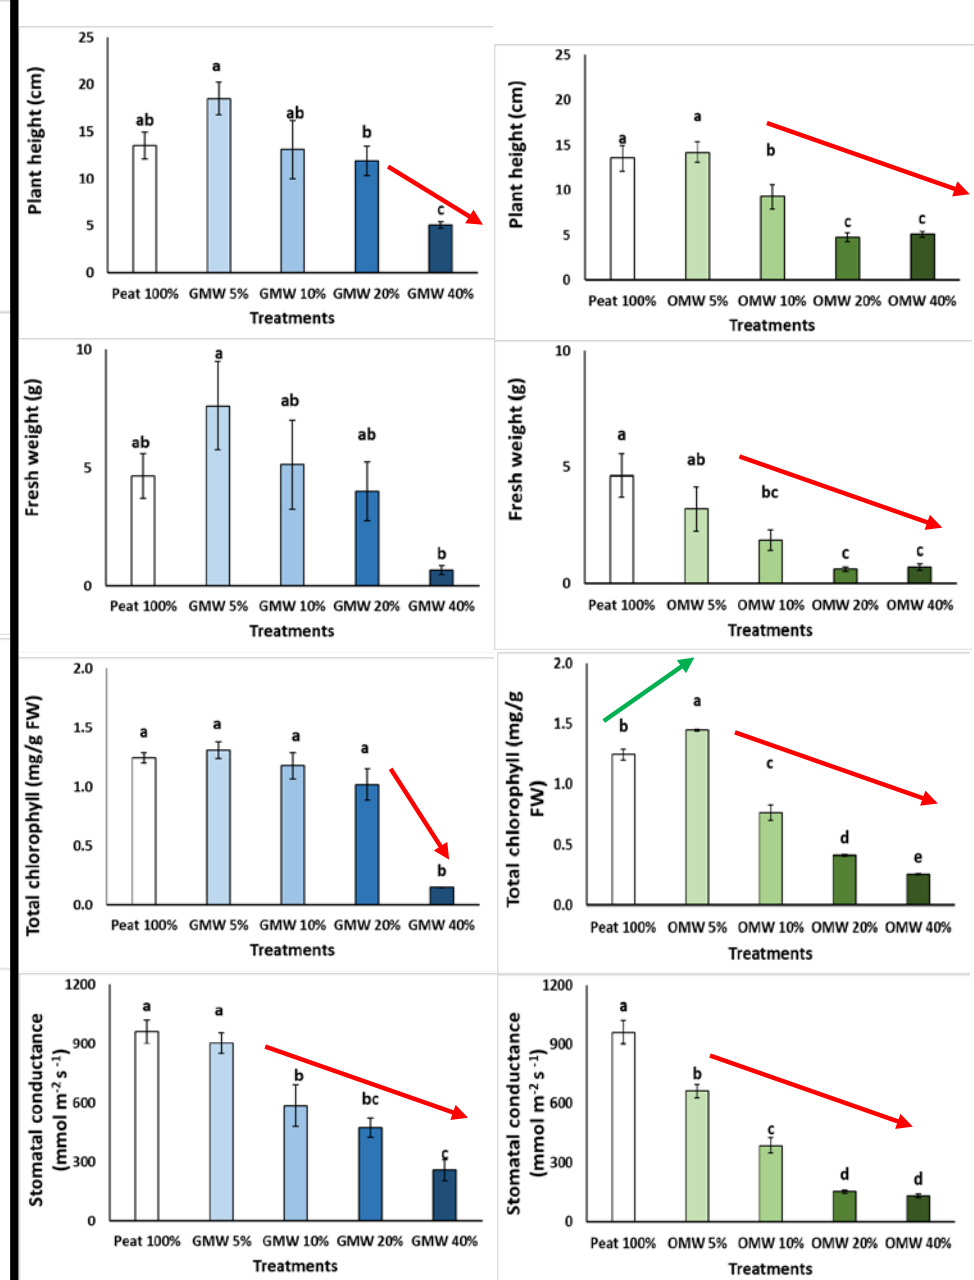 Plant height (cm)
25
20
15
10
5
0
ab
a
ab
b
c
Peat 100% GMW 5% GMW 10% GMW 20% GMW 40%
Treatments
Plant height (cm)
25
20
15
10
5
0
a
a
b
c
c
Peat 100% OMW 5% OMW 10% OMW 20% OMW 40%
Treatments
Fresh weight (g)
10
5
0
ab
a
ab
ab
b
Peat 100% GMW 5% GMW 10% GMW 20% GMW 40%
Treatments
Fresh weight (g)
10
5
0
a
ab
bc
c
c
Peat 100% OMW 5% OMW 10% OMW 20% OMW 40%
Treatments
Total chlorophyll (mg/g FW)
2.0
1.5
1.0
0.5
0.0
a
a
a
a
b
Peat 100% GMW 5% GMW 10% GMW 20% GMW 40%
Treatments
Total chlorophyll (mg/g
FW)
2.0
1.5
1.0
0.5
0.0
b
a
c
d
e
Peat 100% OMW 5% OMW 10% OMW 20% OMW 40%
Treatments
Stomatal conductance
(mmol m⁻² s⁻¹)
1200
900
600
300
0
a
a
b
bc
c
Peat 100% GMW 5% GMW 10% GMW 20% GMW 40%
Treatments
Stomatal conductance
(mmol m⁻² s⁻¹)
1200
900
600
300
0
a
b
c
d
d
Peat 100% OMW 5% OMW 10% OMW 20% OMW 40%
Treatments